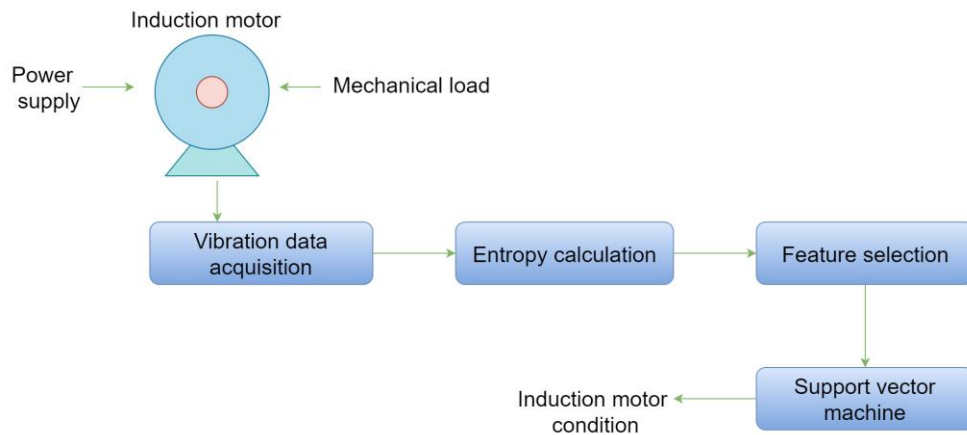 Induction motor
Power
supply
Mechanical load
Vibration data
acquisition
Entropy calculation
Feature selection
Support vector
machine
Induction motor
condition